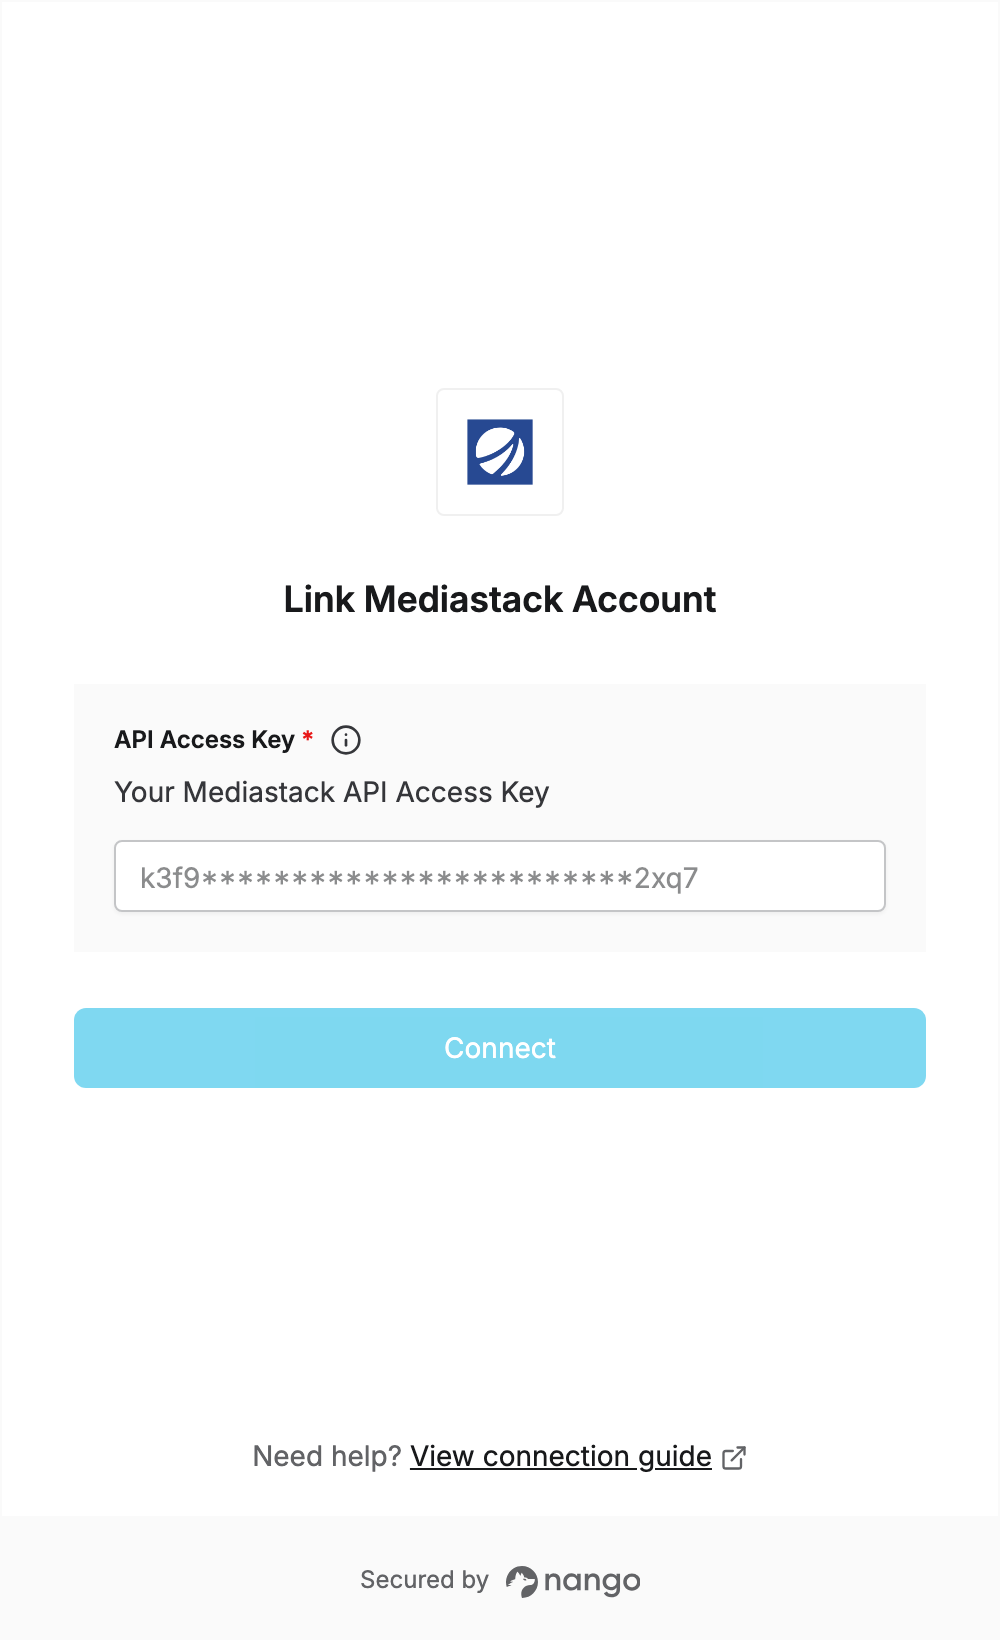 Link Mediastack Account
API Access Key *
Your Mediastack API Access Key
k3f9************************2xq7
Connect
Need help? View connection guide
Secured by nango